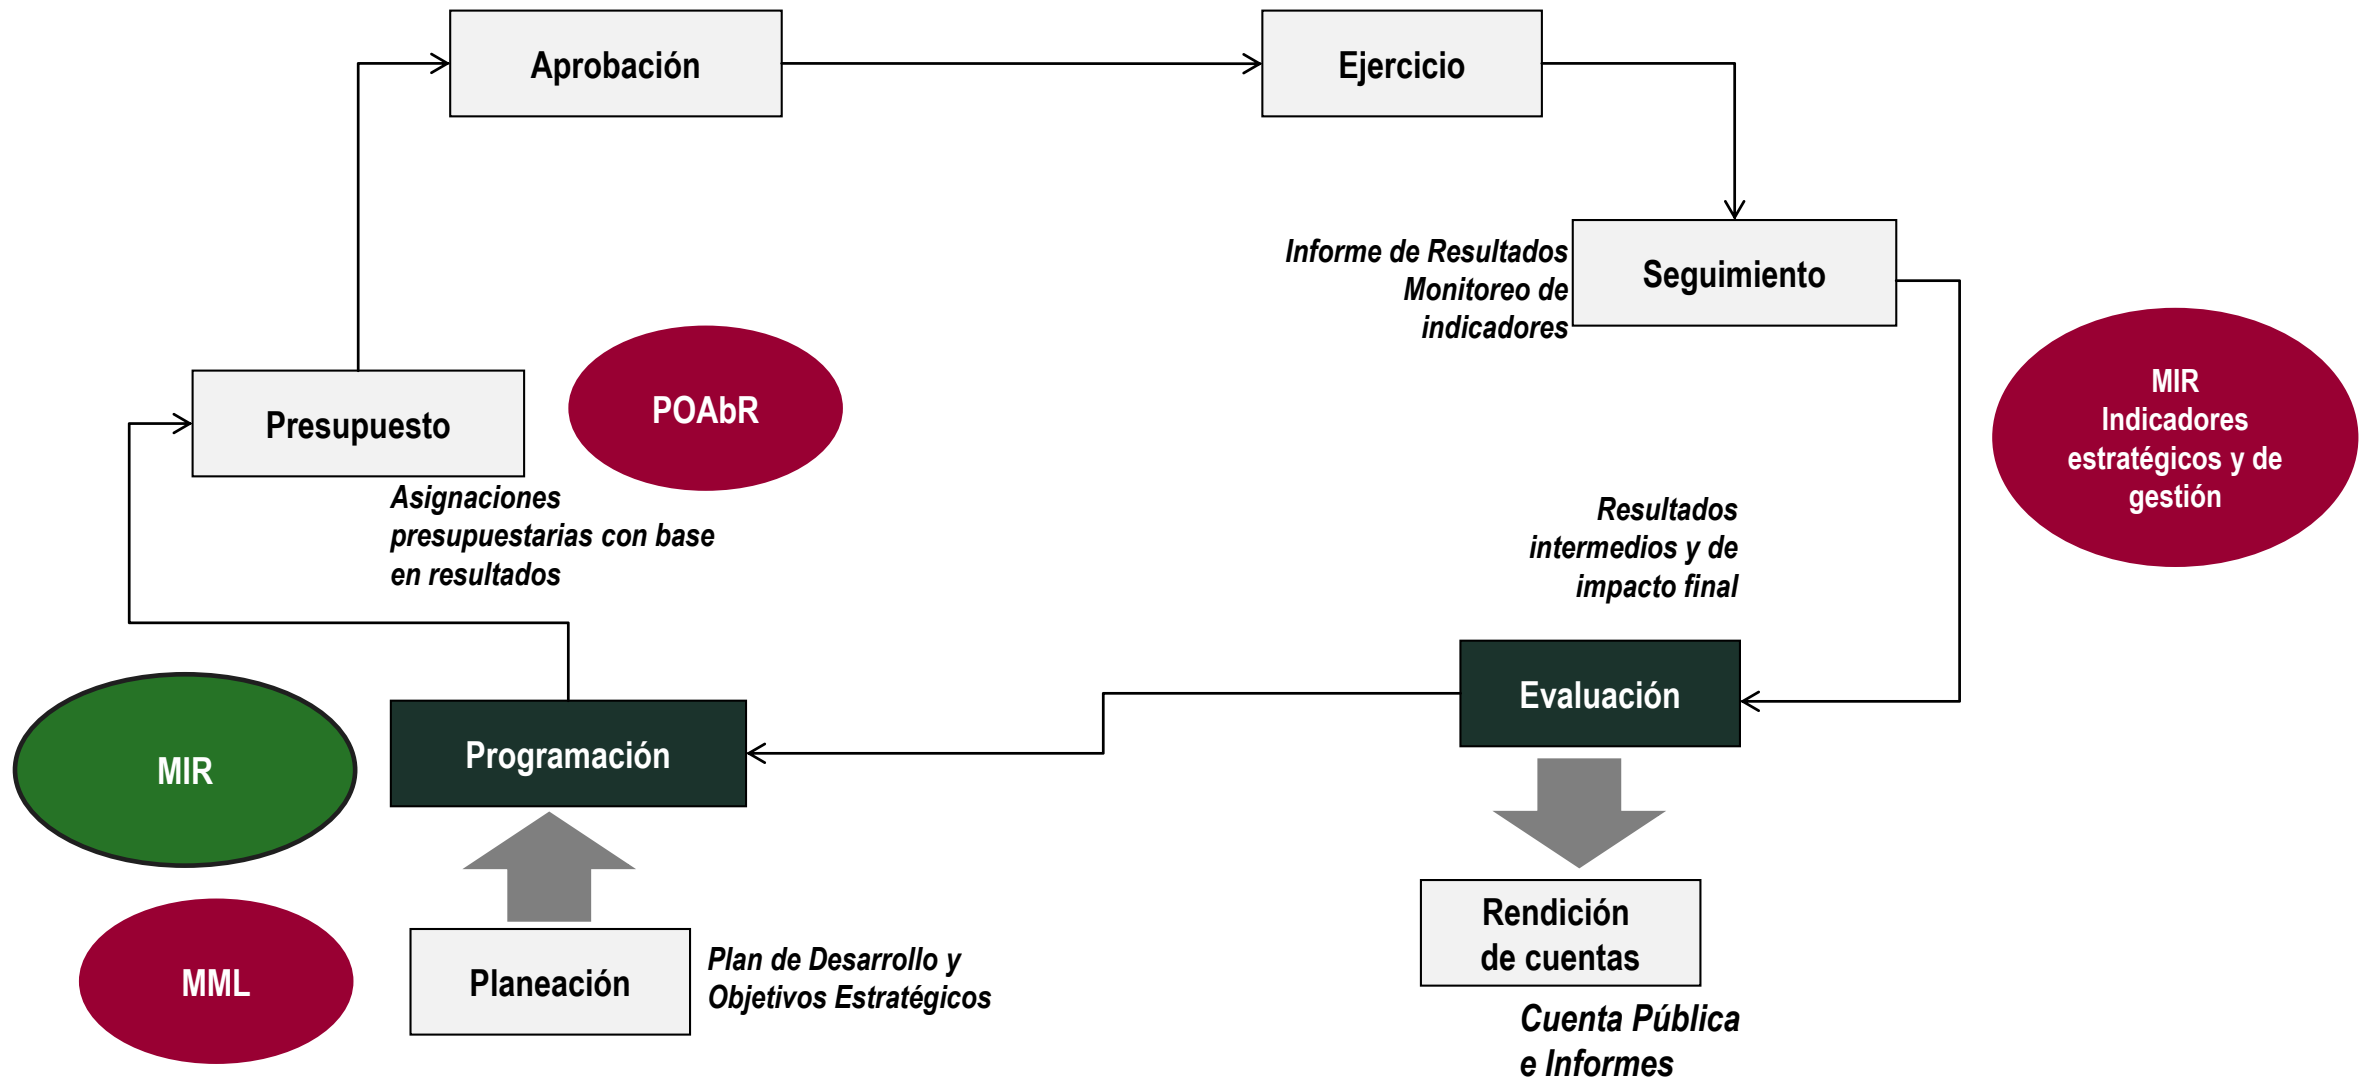 Aprobación
Ejercicio
Informe de Resultados
Monitoreo de
indicadores
Seguimiento
Presupuesto
POAbR
MIR
Indicadores
estratégicos y de
gestión
Asignaciones
presupuestarias con base
en resultados
Resultados
intermedios y de
impacto final
MIR
Programación
Evaluación
MML
Planeación
Plan de Desarrollo y
Objetivos Estratégicos
Rendición
de cuentas
Cuenta Pública
e Informes